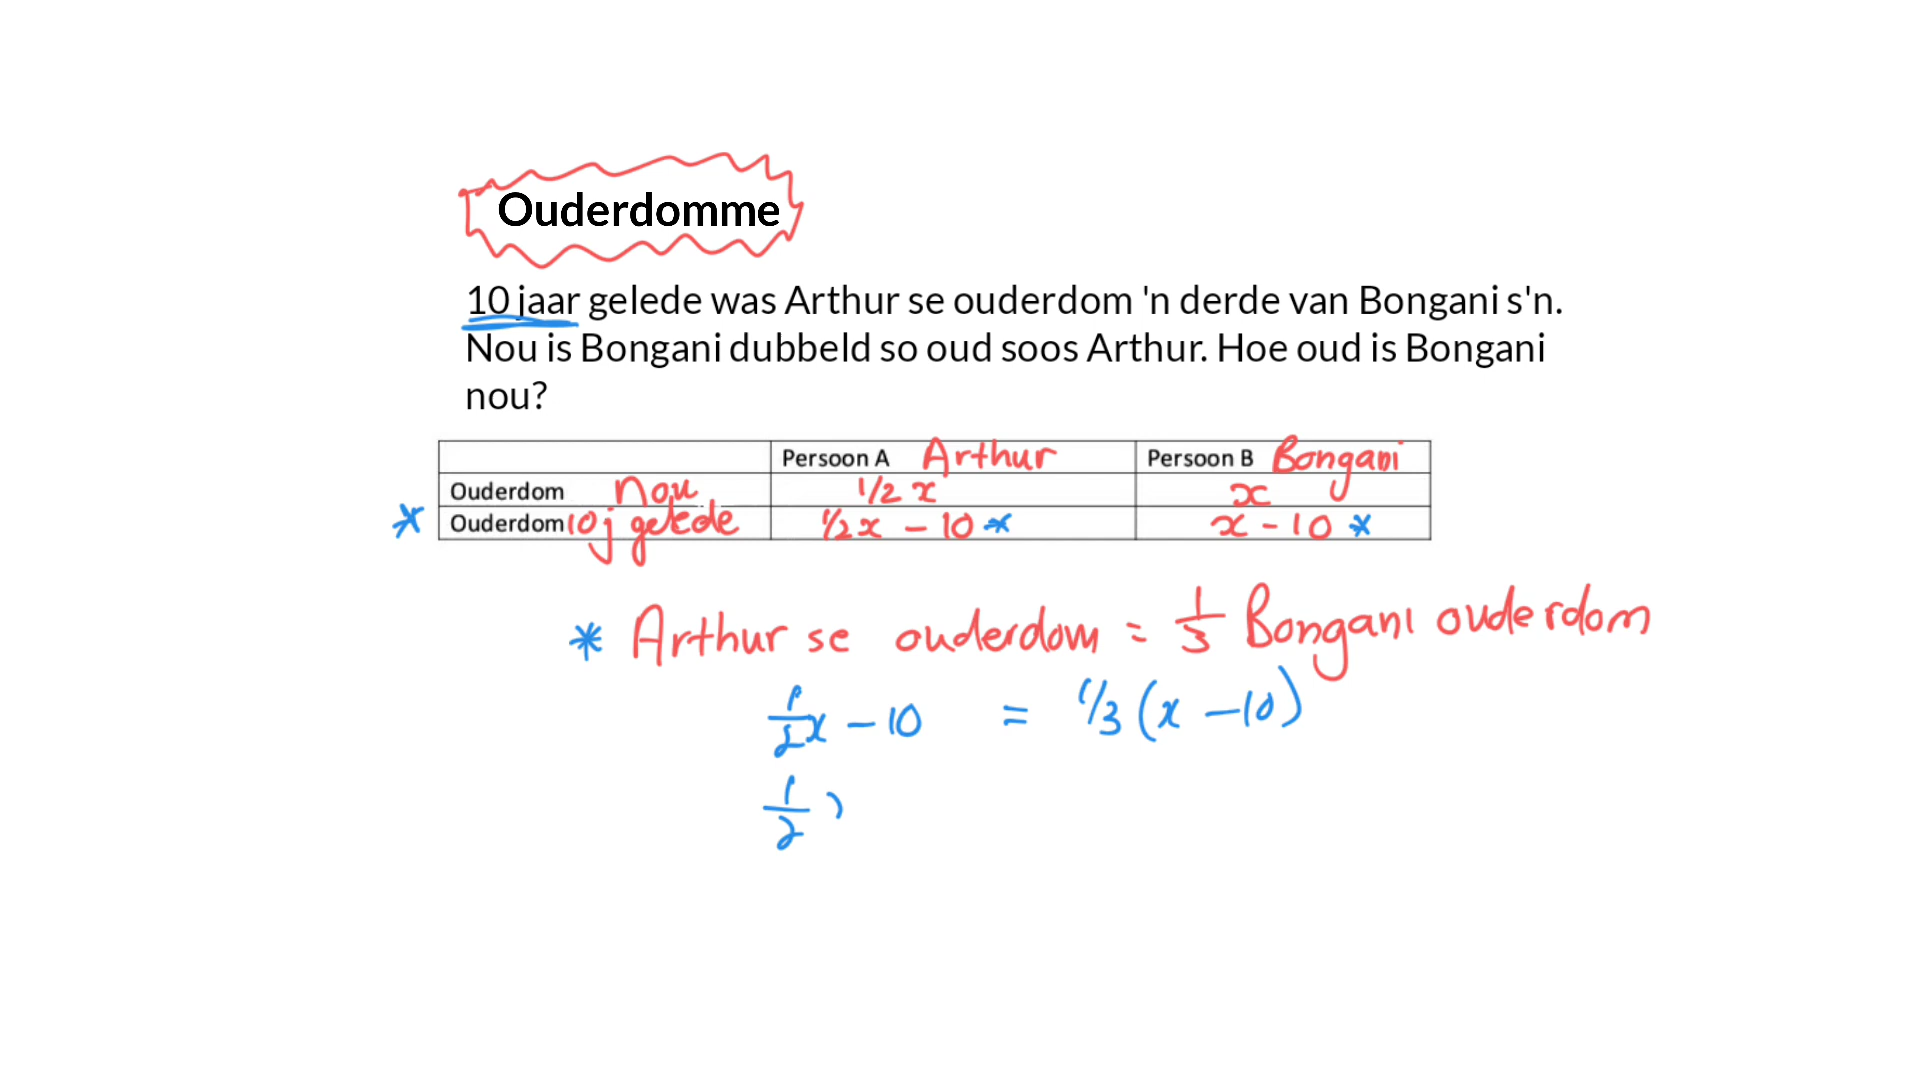 Ouderdomme
10 jaar gelede was Arthur se ouderdom 'n derde van Bongani s'n.
Nou is Bongani dubbeld so oud soos Arthur. Hoe oud is Bongani
nou?
Persoon A Arthur Persoon B Bongani
Ouderdom nou 1/2 x x
* Ouderdom 10j gelede 1/2x - 10 * x - 10 *
* Arthur se ouderdom = 1/3 Bongani ouderdom
1/2x - 10 = 1/3 (x - 10)
1/2